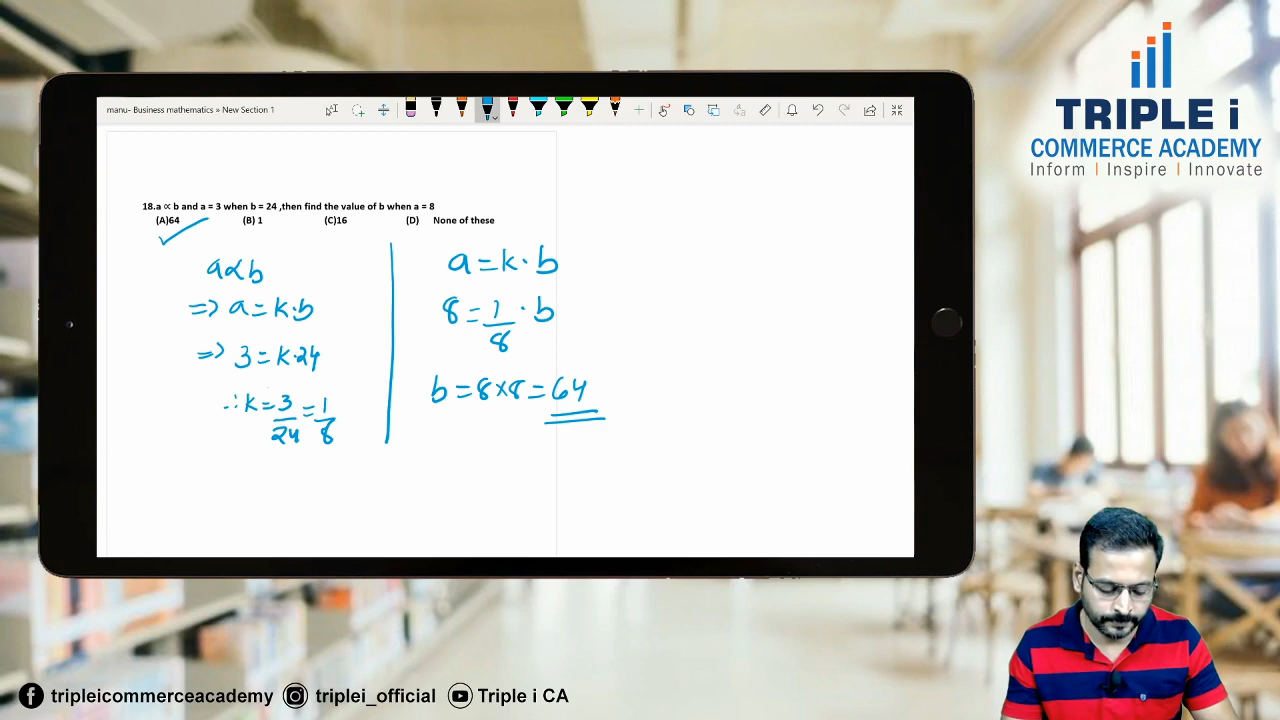 TRIPLE i
COMMERCE ACADEMY
Inform | Inspire | Innovate
manu- Business mathematics » New Section 1
18.a ∝ b and a = 3 when b = 24 ,then find the value of b when a = 8
(A)64 (B) 1 (C)16 (D) None of these
a∝b
=> a = k·b
=> 3 = k·24
∴ k = 3/24 = 1/8
a = k · b
8 = 1/8 · b
b = 8×8 = 64
tripleicommerceacademy triplei_official Triple i CA